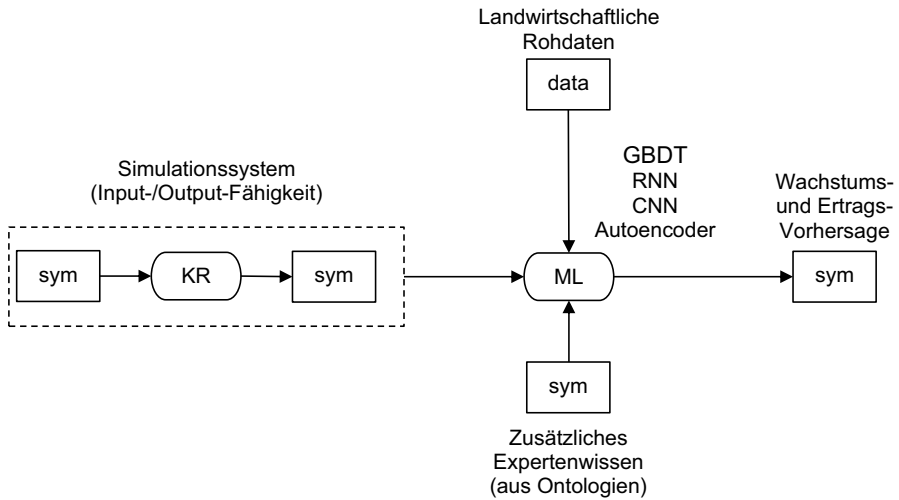 Landwirtschaftliche
Rohdaten
data
GBDT
RNN
CNN
Autoencoder
Simulationssystem
(Input-/Output-Fähigkeit)
Wachstums-
und Ertrags-
Vorhersage
sym
KR
sym
ML
sym
sym
Zusätzliches
Expertenwissen
(aus Ontologien)